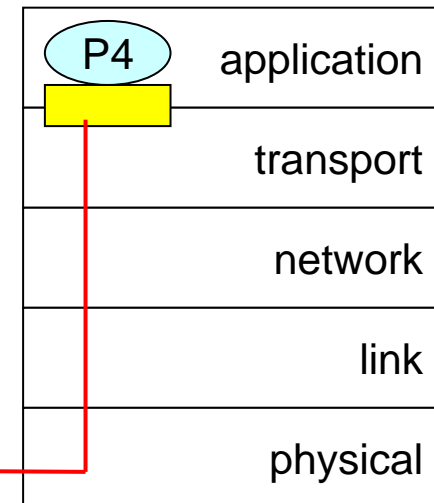 P4 application
transport
network
link
physical